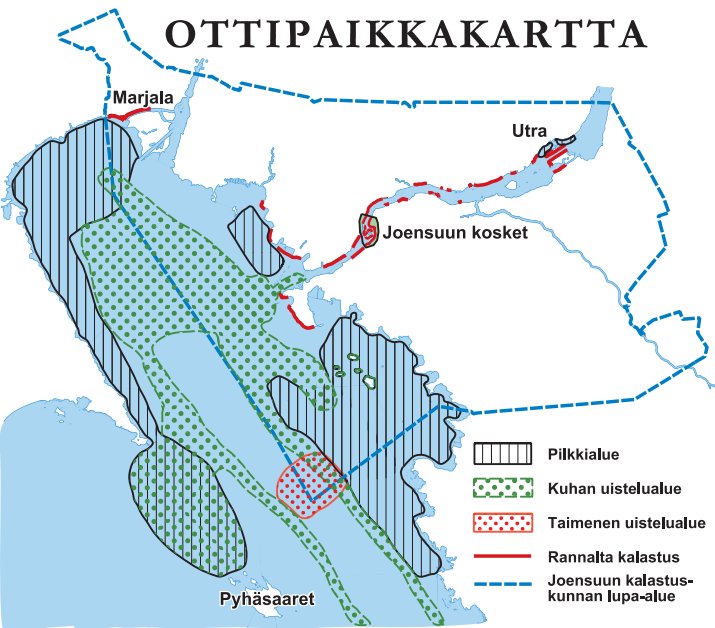 OTTIPAIKKAKARTTA
Marjala
Utra
Joensuun kosket
Pilkkialue
Kuhan uistelualue
Taimenen uistelualue
Rannalta kalastus
Joensuun kalastus-
kunnan lupa-alue
Pyhäsaaret